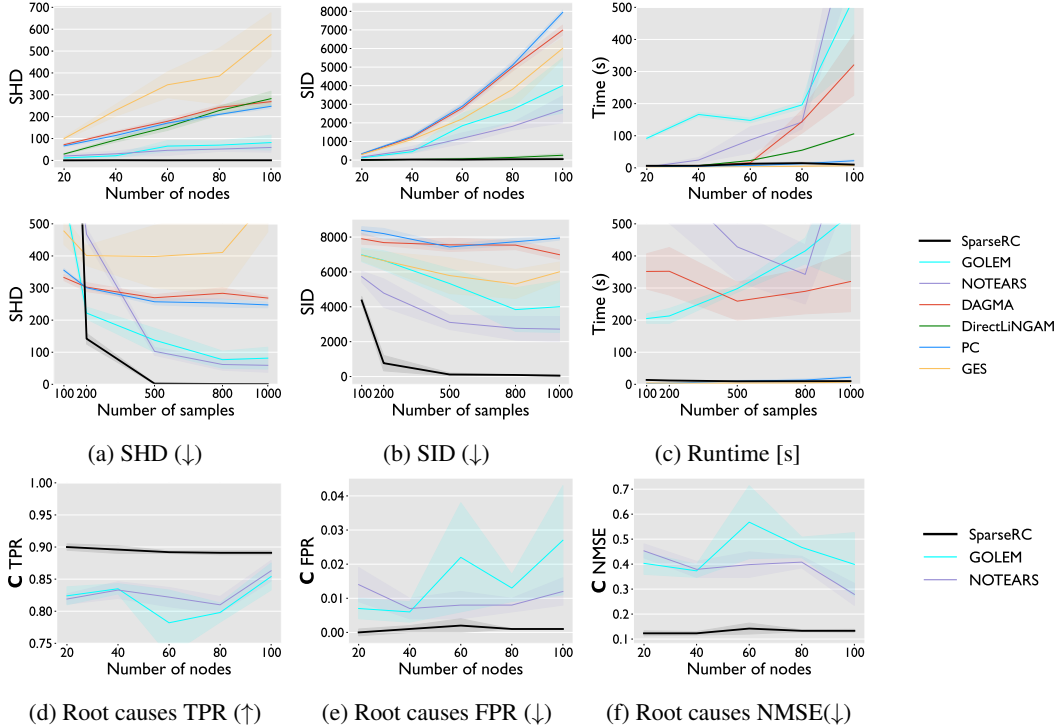 700
600
500
400
300
200
100
0
SHD
20 40 60 80 100
Number of nodes
8000
7000
6000
5000
4000
3000
2000
1000
0
SID
20 40 60 80 100
Number of nodes
500
400
300
200
100
0
Time (s)
20 40 60 80 100
Number of nodes
500
400
300
200
100
0
SHD
100 200 500 800 1000
Number of samples
8000
6000
4000
2000
0
SID
100 200 500 800 1000
Number of samples
500
400
300
200
100
0
Time (s)
100 200 500 800 1000
Number of samples
SparseRC
GOLEM
NOTEARS
DAGMA
DirectLiNGAM
PC
GES
(a) SHD (↓)
(b) SID (↓)
(c) Runtime [s]
1.00
0.95
0.90
0.85
0.80
0.75
C TPR
20 40 60 80 100
Number of nodes
0.04
0.03
0.02
0.01
0.00
C FPR
20 40 60 80 100
Number of nodes
0.7
0.6
0.5
0.4
0.3
0.2
0.1
C NMSE
20 40 60 80 100
Number of nodes
SparseRC
GOLEM
NOTEARS
(d) Root causes TPR (↑)
(e) Root causes FPR (↓)
(f) Root causes NMSE(↓)